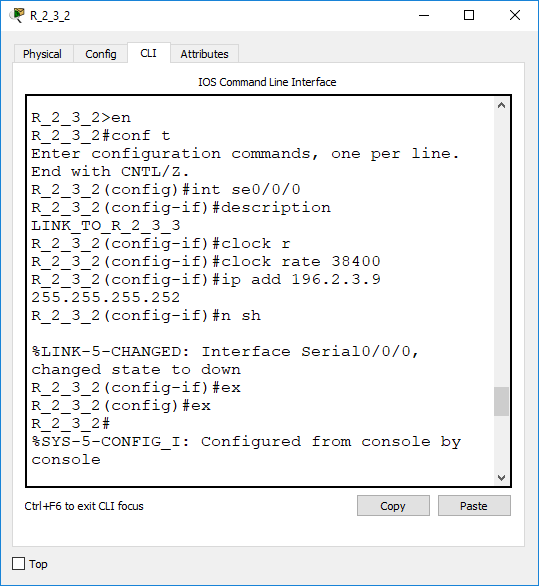 R_2_3_2
Physical Config CLI Attributes
IOS Command Line Interface
R_2_3_2>en
R_2_3_2#conf t
Enter configuration commands, one per line.
End with CNTL/Z.
R_2_3_2(config)#int se0/0/0
R_2_3_2(config-if)#description
LINK_TO_R_2_3_3
R_2_3_2(config-if)#clock r
R_2_3_2(config-if)#clock rate 38400
R_2_3_2(config-if)#ip add 196.2.3.9
255.255.255.252
R_2_3_2(config-if)#n sh
%LINK-5-CHANGED: Interface Serial0/0/0,
changed state to down
R_2_3_2(config-if)#ex
R_2_3_2(config)#ex
R_2_3_2#
%SYS-5-CONFIG_I: Configured from console by
console
Ctrl+F6 to exit CLI focus Copy Paste
Top